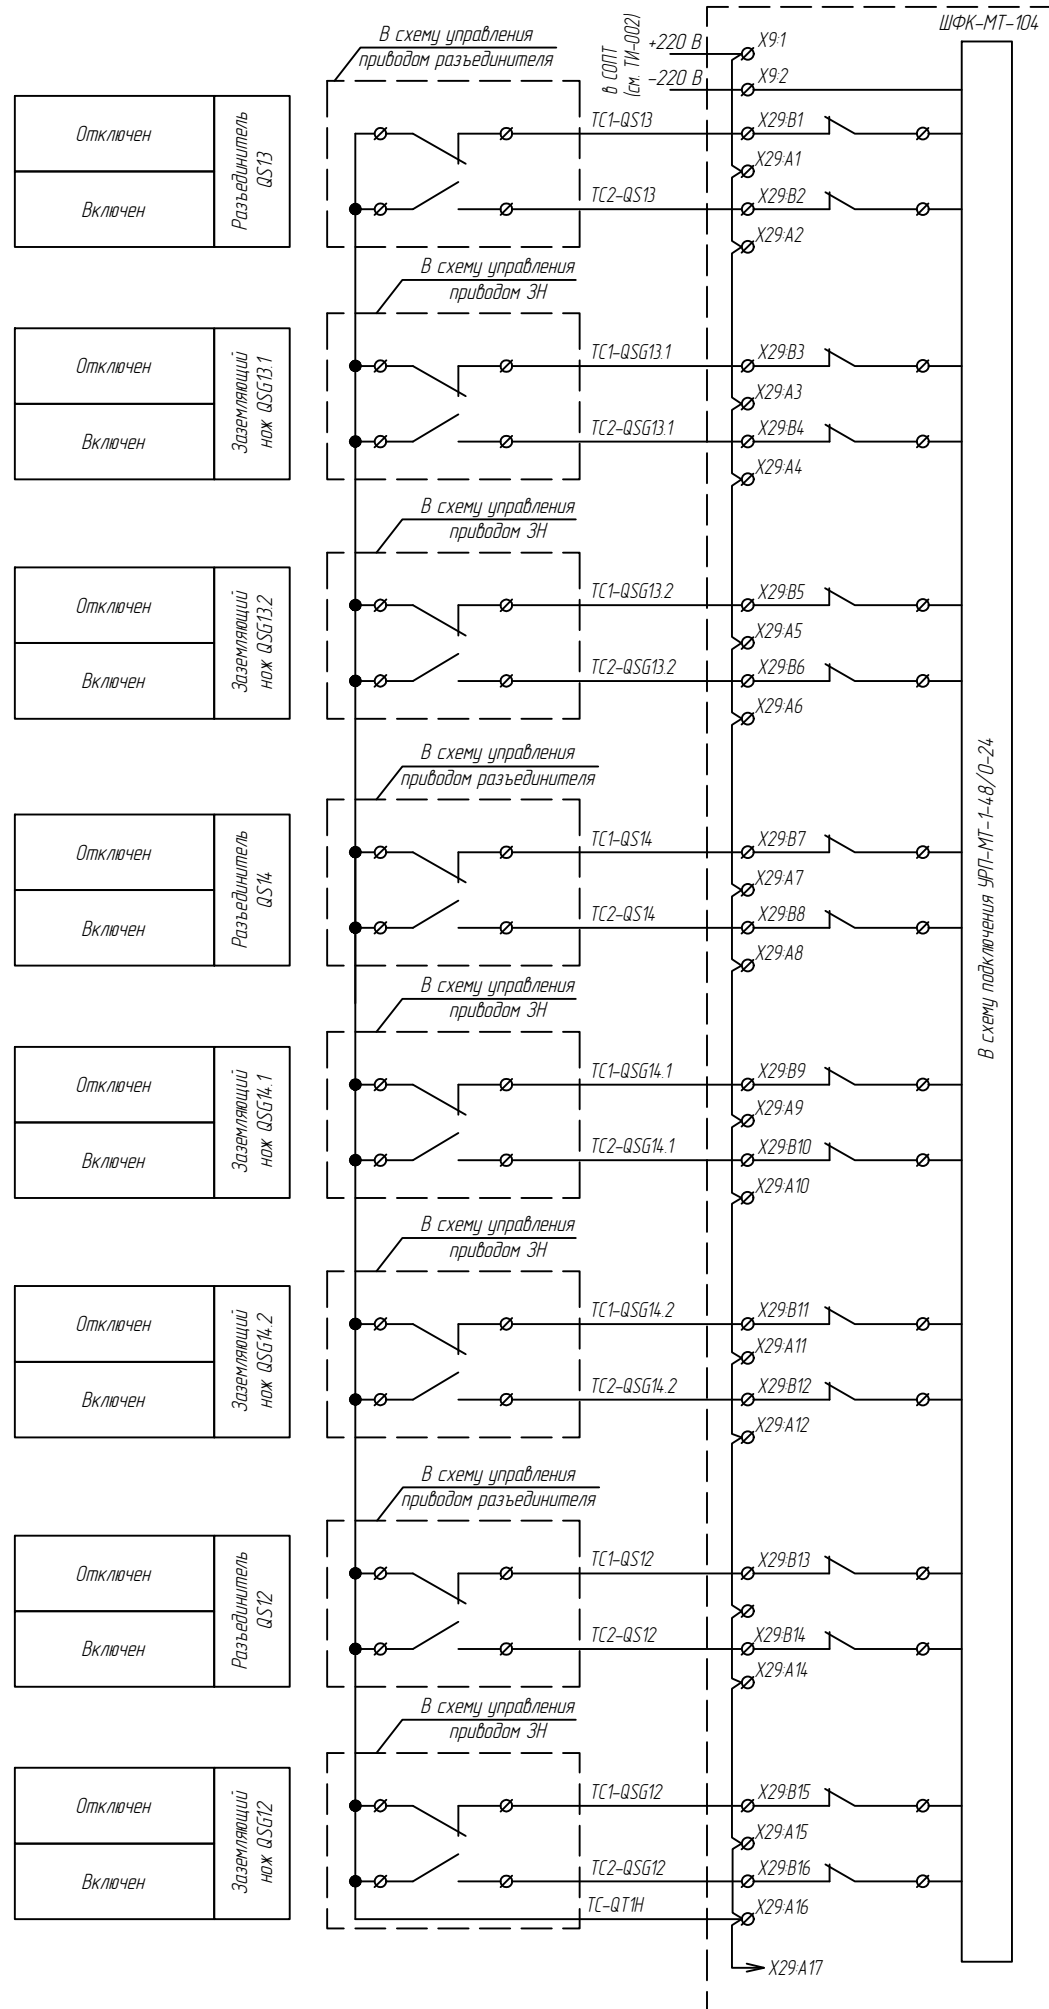 ШФК-МТ-104
В схему управления
приводом разъединителя
в СОПТ
(см. ТИ-002)
+220 В
Х9:1
-220 В
Х9:2
Отключен
Включен
Разъединитель
QS13
ТС1-QS13
Х29:В1
Х29:А1
ТС2-QS13
Х29:В2
Х29:А2
В схему управления
приводом ЗН
Отключен
Включен
Заземляющий
нож QSG13.1
ТС1-QSG13.1
Х29:В3
Х29:А3
ТС2-QSG13.1
Х29:В4
Х29:А4
В схему управления
приводом ЗН
Отключен
Включен
Заземляющий
нож QSG13.2
ТС1-QSG13.2
Х29:В5
Х29:А5
ТС2-QSG13.2
Х29:В6
Х29:А6
В схему управления
приводом разъединителя
Отключен
Включен
Разъединитель
QS14
ТС1-QS14
Х29:В7
Х29:А7
ТС2-QS14
Х29:В8
Х29:А8
В схему подключения УРП-МТ-1-48/0-24
В схему управления
приводом ЗН
Отключен
Включен
Заземляющий
нож QSG14.1
ТС1-QSG14.1
Х29:В9
Х29:А9
ТС2-QSG14.1
Х29:В10
Х29:А10
В схему управления
приводом ЗН
Отключен
Включен
Заземляющий
нож QSG14.2
ТС1-QSG14.2
Х29:В11
Х29:А11
ТС2-QSG14.2
Х29:В12
Х29:А12
В схему управления
приводом разъединителя
Отключен
Включен
Разъединитель
QS12
ТС1-QS12
Х29:В13
ТС2-QS12
Х29:В14
Х29:А14
В схему управления
приводом ЗН
Отключен
Включен
Заземляющий
нож QSG12
ТС1-QSG12
Х29:В15
Х29:А15
ТС2-QSG12
Х29:В16
ТС-QT1Н
Х29:А16
Х29:А17